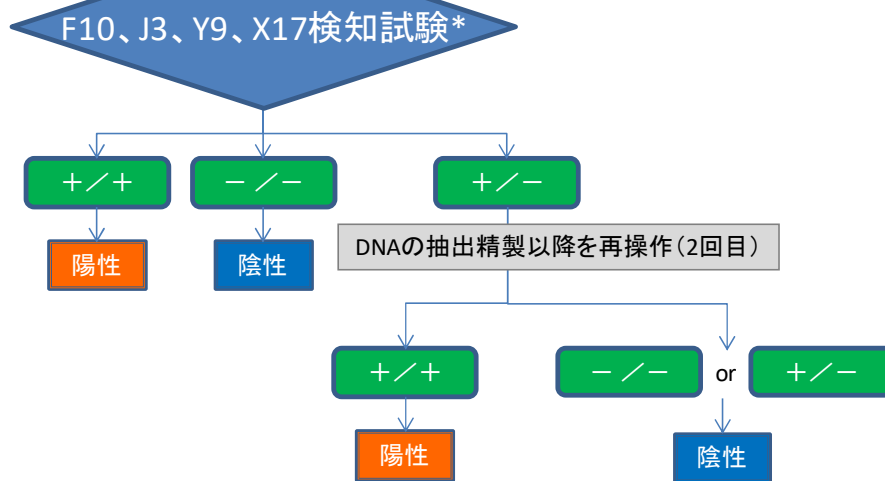 F10、J3、Y9、X17検知試験*
+/+
-/-
+/-
陽性
陰性
DNAの抽出精製以降を再操作(2回目)
+/+
-/-
or
+/-
陽性
陰性